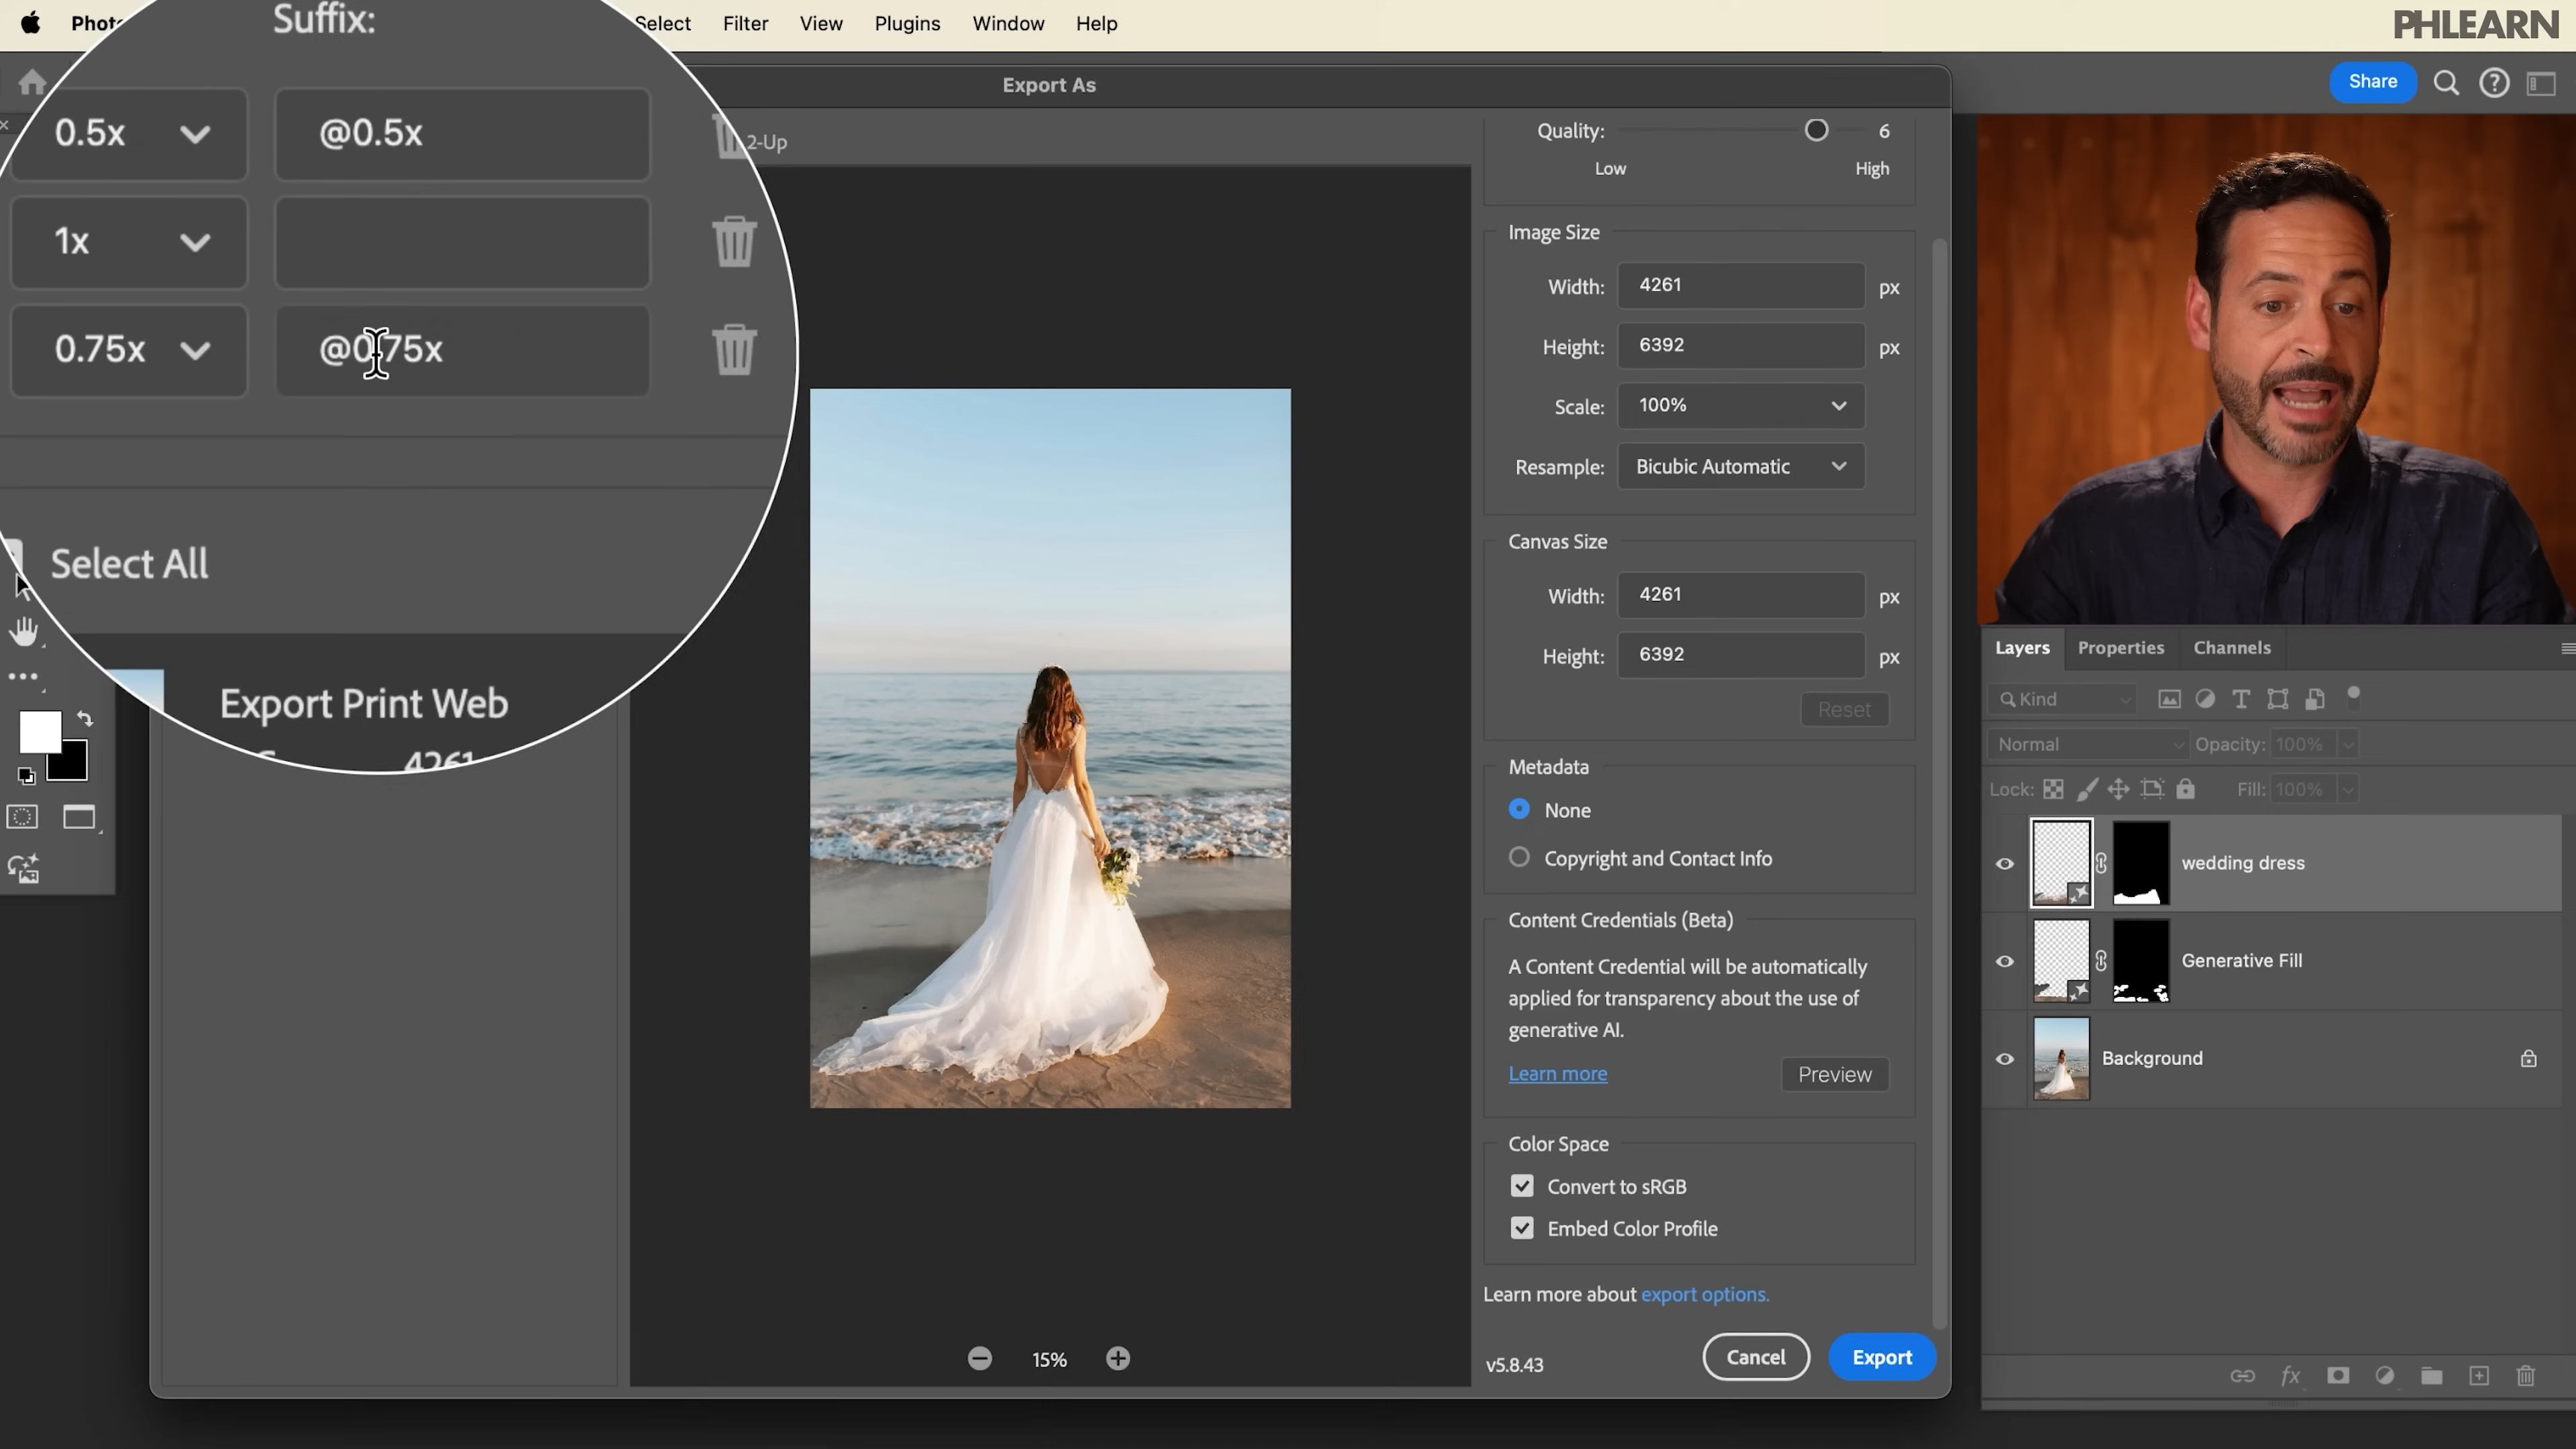 Select Filter View Plugins Window Help
PHLEARN
Export As
Share
Suffix:
0.5x @0.5x
1x
0.75x @0.75x
Select All
Export Print Web
4261
2-Up
Quality: 6
Low High
Image Size
Width: 4261 px
Height: 6392 px
Scale: 100%
Resample: Bicubic Automatic
Canvas Size
Width: 4261 px
Height: 6392 px
Reset
Metadata
None
Copyright and Contact Info
Content Credentials (Beta)
A Content Credential will be automatically
applied for transparency about the use of
generative AI.
Learn more Preview
Color Space
Convert to sRGB
Embed Color Profile
Learn more about export options.
v5.8.43 Cancel Export
15%
Layers Properties Channels
Kind
Normal Opacity: 100%
Lock: Fill: 100%
wedding dress
Generative Fill
Background